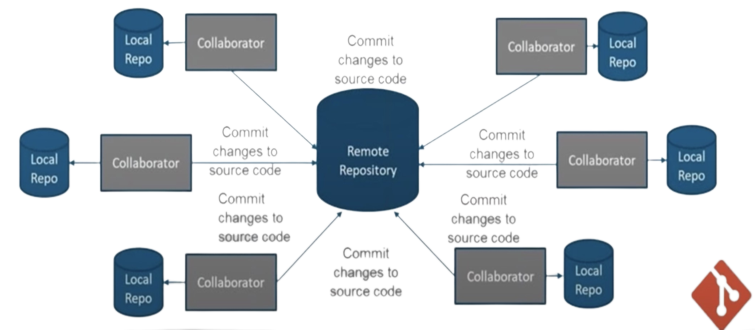 Local
Repo
Collaborator
Commit
changes to
source code
Collaborator
Local
Repo
Local
Repo
Collaborator
Commit
changes to
source code
Remote
Repository
Commit
changes to
source code
Collaborator
Local
Repo
Commit
changes to
source code
Commit
changes to
source code
Local
Repo
Collaborator
Commit
changes to
source code
Collaborator
Local
Repo